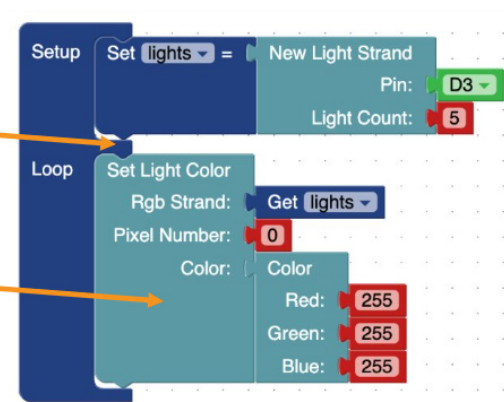 Setup Set lights = New Light Strand
Pin: D3
Light Count: 5
Loop Set Light Color
Rgb Strand: Get lights
Pixel Number: 0
Color: Color
Red: 255
Green: 255
Blue: 255